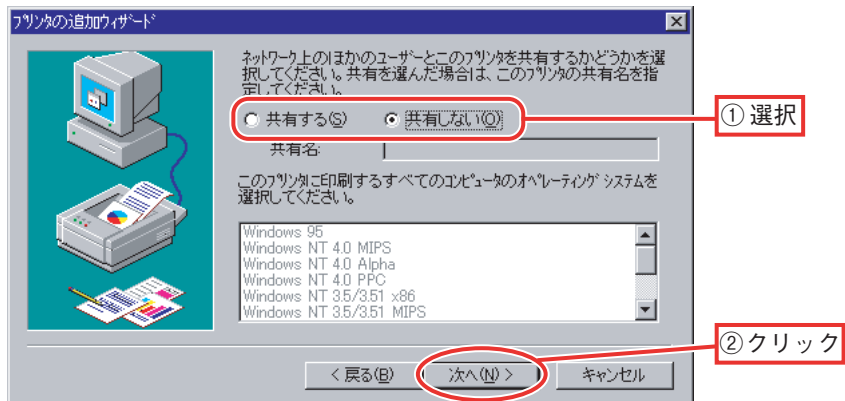 プリンタの追加ウィザード
ネットワーク上のほかのユーザーとこのプリンタを共有するかどうかを選
択してください。共有を選んだ場合は、このプリンタの共有名を指
定してください。
共有する(S) 共有しない(O)
① 選択
共有名:
このプリンタに印刷するすべてのコンピュータのオペレーティング システムを
選択してください。
Windows 95
Windows NT 4.0 MIPS
Windows NT 4.0 Alpha
Windows NT 4.0 PPC
Windows NT 3.5/3.51 x86
Windows NT 3.5/3.51 MIPS
②クリック
< 戻る(B) 次へ(N) > キャンセル